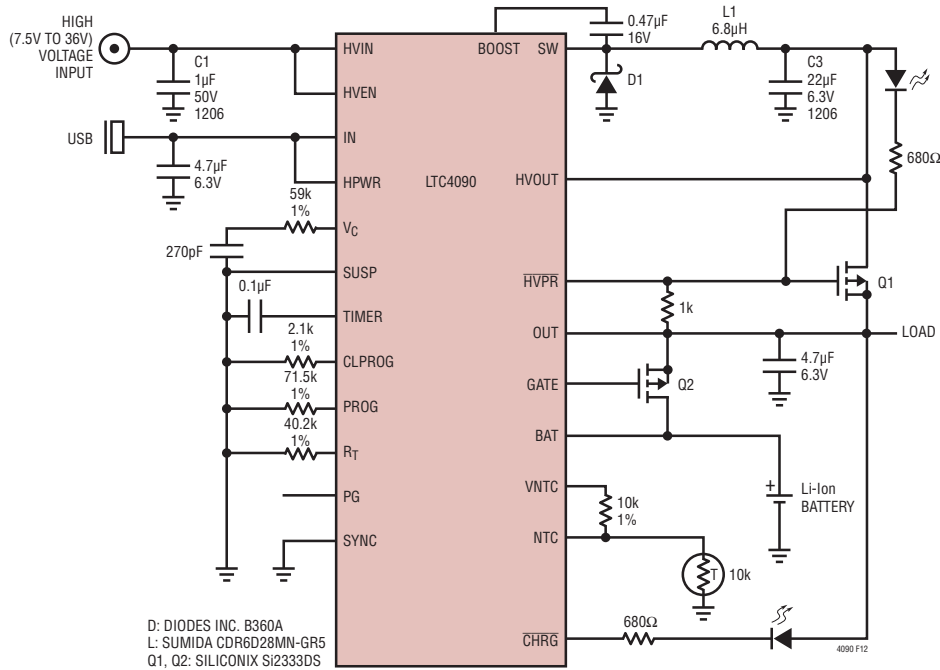 HIGH
(7.5V TO 36V)
VOLTAGE
INPUT
C1
1µF
50V
1206
USB
4.7µF
6.3V
59k
1%
270pF
0.1µF
2.1k
1%
71.5k
1%
40.2k
1%
HVIN
HVEN
IN
HPWR
VC
SUSP
TIMER
CLPROG
PROG
RT
PG
SYNC
LTC4090
BOOST
SW
HVOUT
HVPR
OUT
GATE
BAT
VNTC
NTC
CHRG
0.47µF
16V
D1
L1
6.8µH
C3
22µF
6.3V
1206
680Ω
Q1
1k
LOAD
4.7µF
6.3V
Q2
+
Li-Ion
BATTERY
10k
1%
T
10k
680Ω
4090 F12
D: DIODES INC. B360A
L: SUMIDA CDR6D28MN-GR5
Q1, Q2: SILICONIX Si2333DS